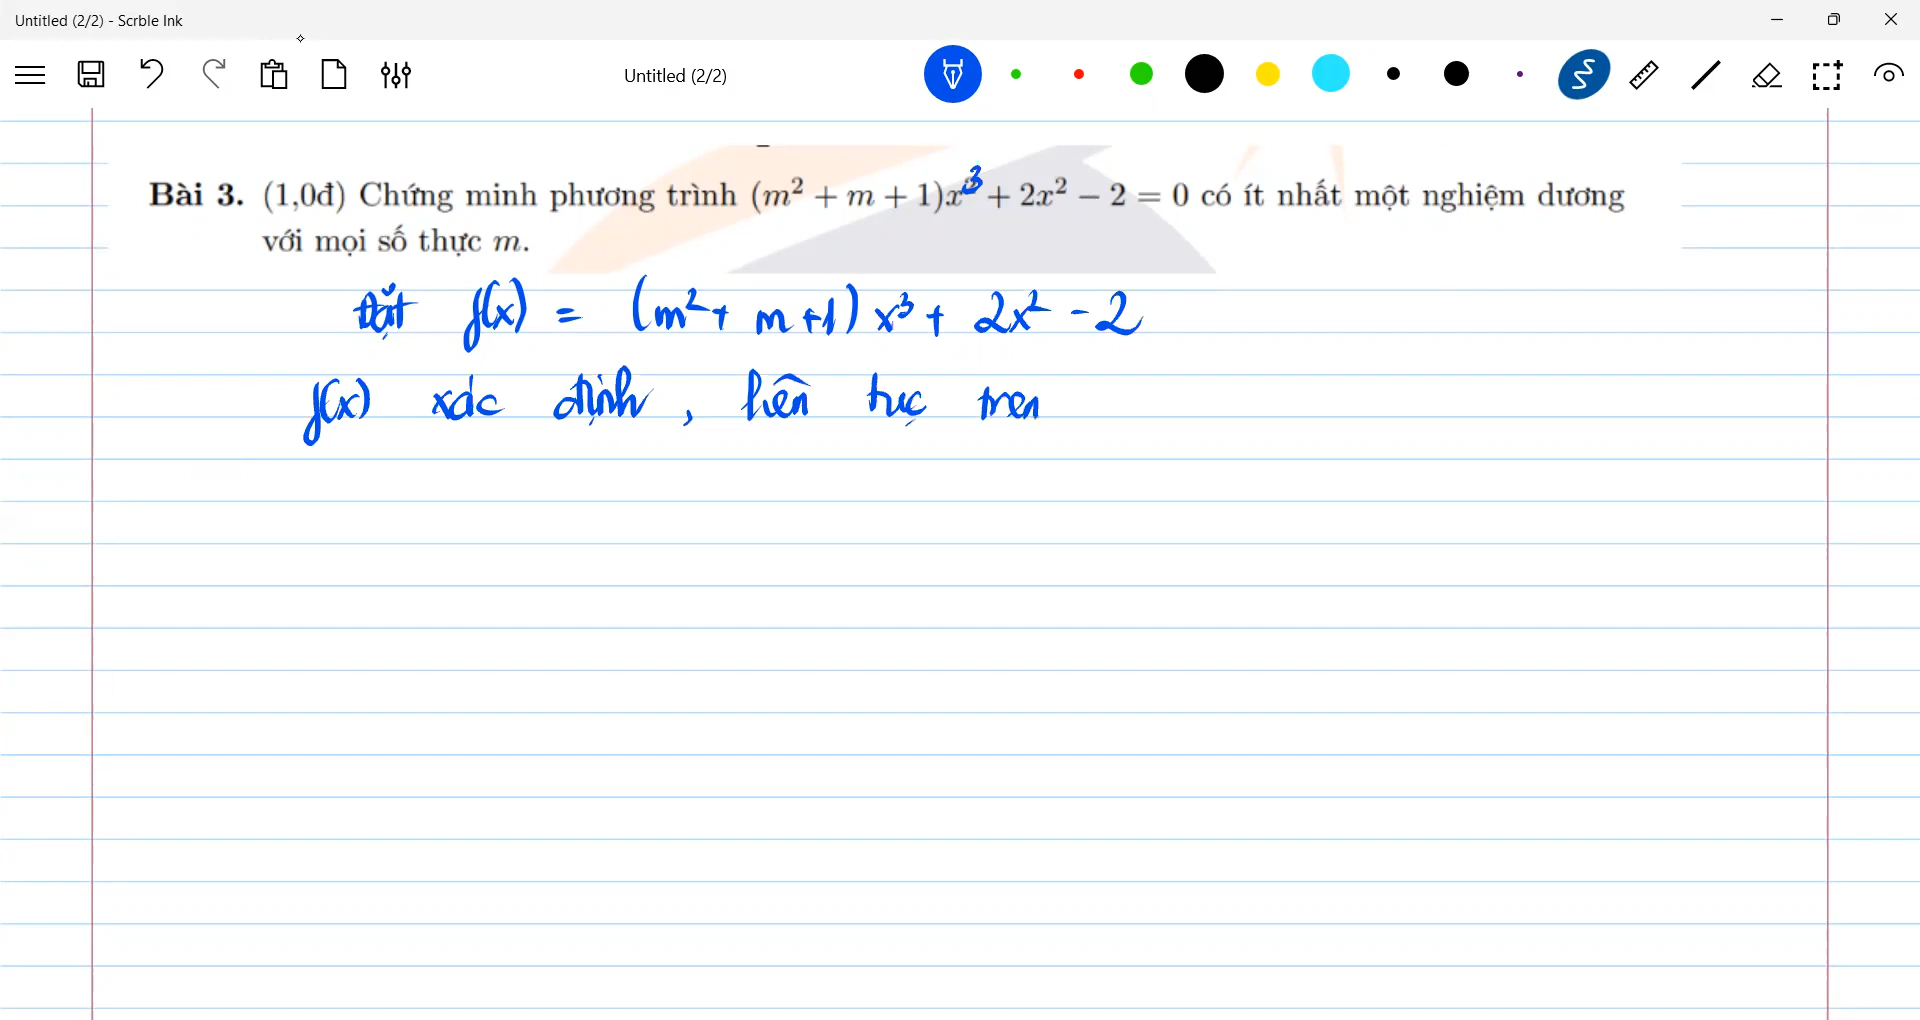 Untitled (2/2) - Scrble Ink
Untitled (2/2)
Bài 3. (1,0đ) Chứng minh phương trình (m² + m + 1)x³ + 2x² − 2 = 0 có ít nhất một nghiệm dương
với mọi số thực m.
Đặt f(x) = (m² + m + 1) x³ + 2x² - 2
f(x) xác định, liên tục trên